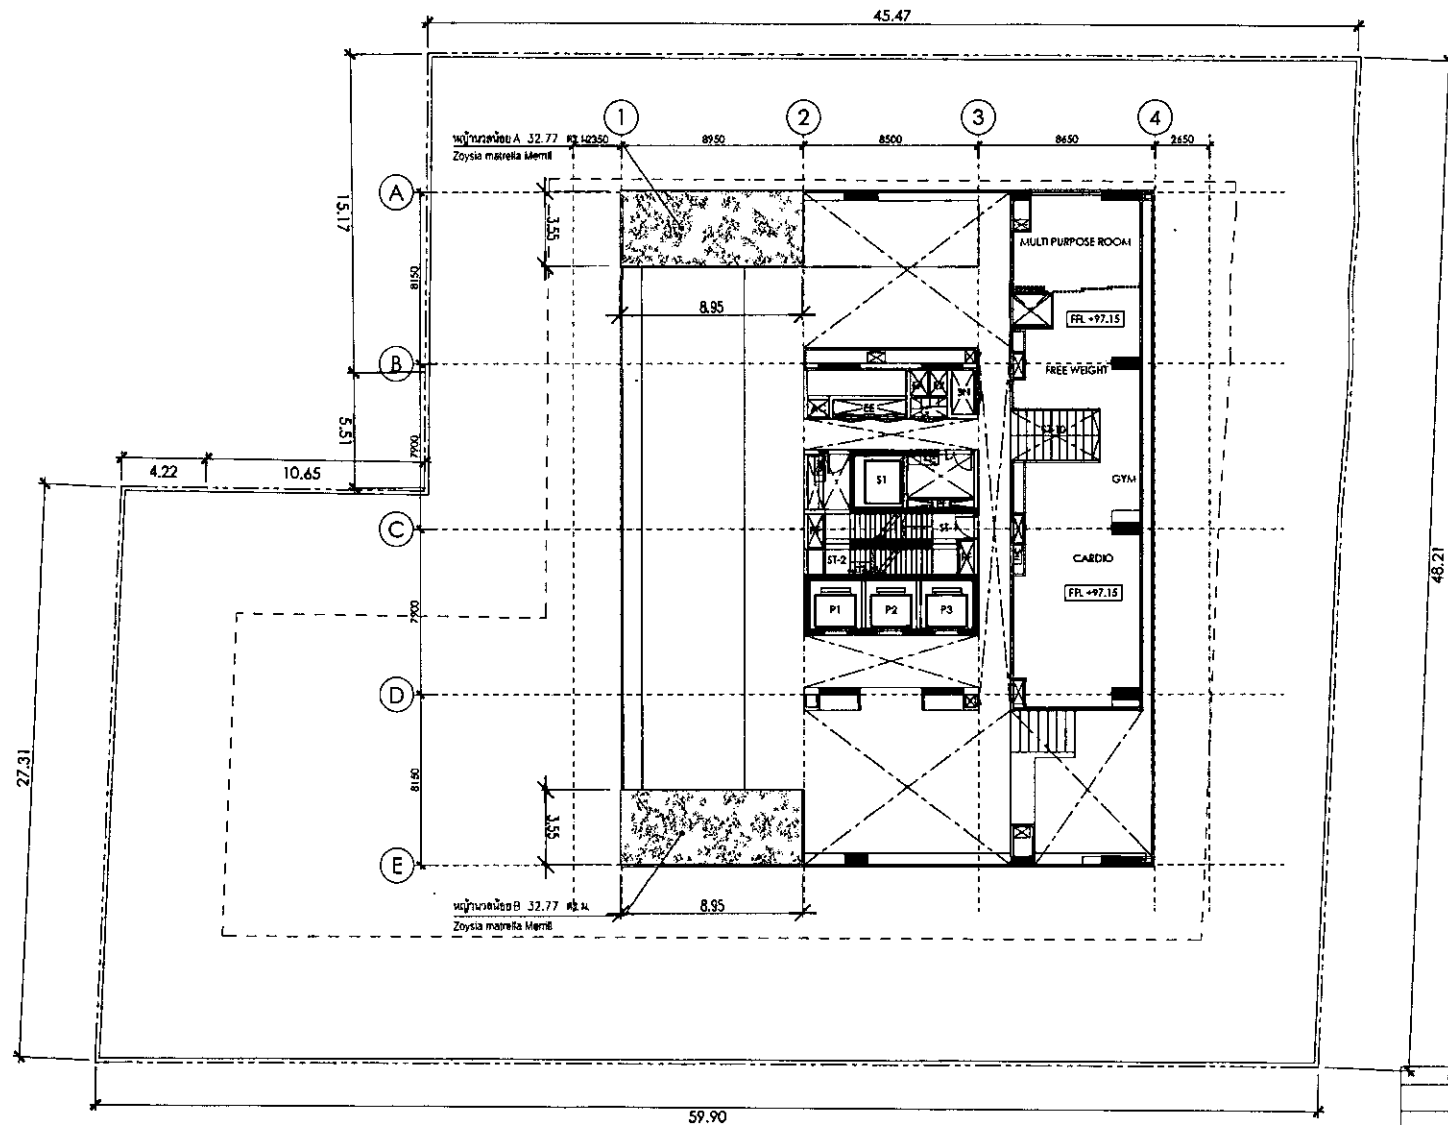 45.47
1
2
3
4
หญ้านวลน้อย A 32.77 ตร.ม.
Zoysia matrella Merrill
2350
8950
8500
8650
2650
A
15.17
3.55
MULTI PURPOSE ROOM
8150
8.95
FFL +97.15
B
FREE WEIGHT
5.51
7900
4.22
10.65
S1
GYM
C
ST-2
CARDIO
48.21
FFL +97.15
7900
P1
P2
P3
D
27.31
8150
3.55
E
หญ้านวลน้อย B 32.77 ตร.ม.
Zoysia matrella Merrill
8.95
59.90